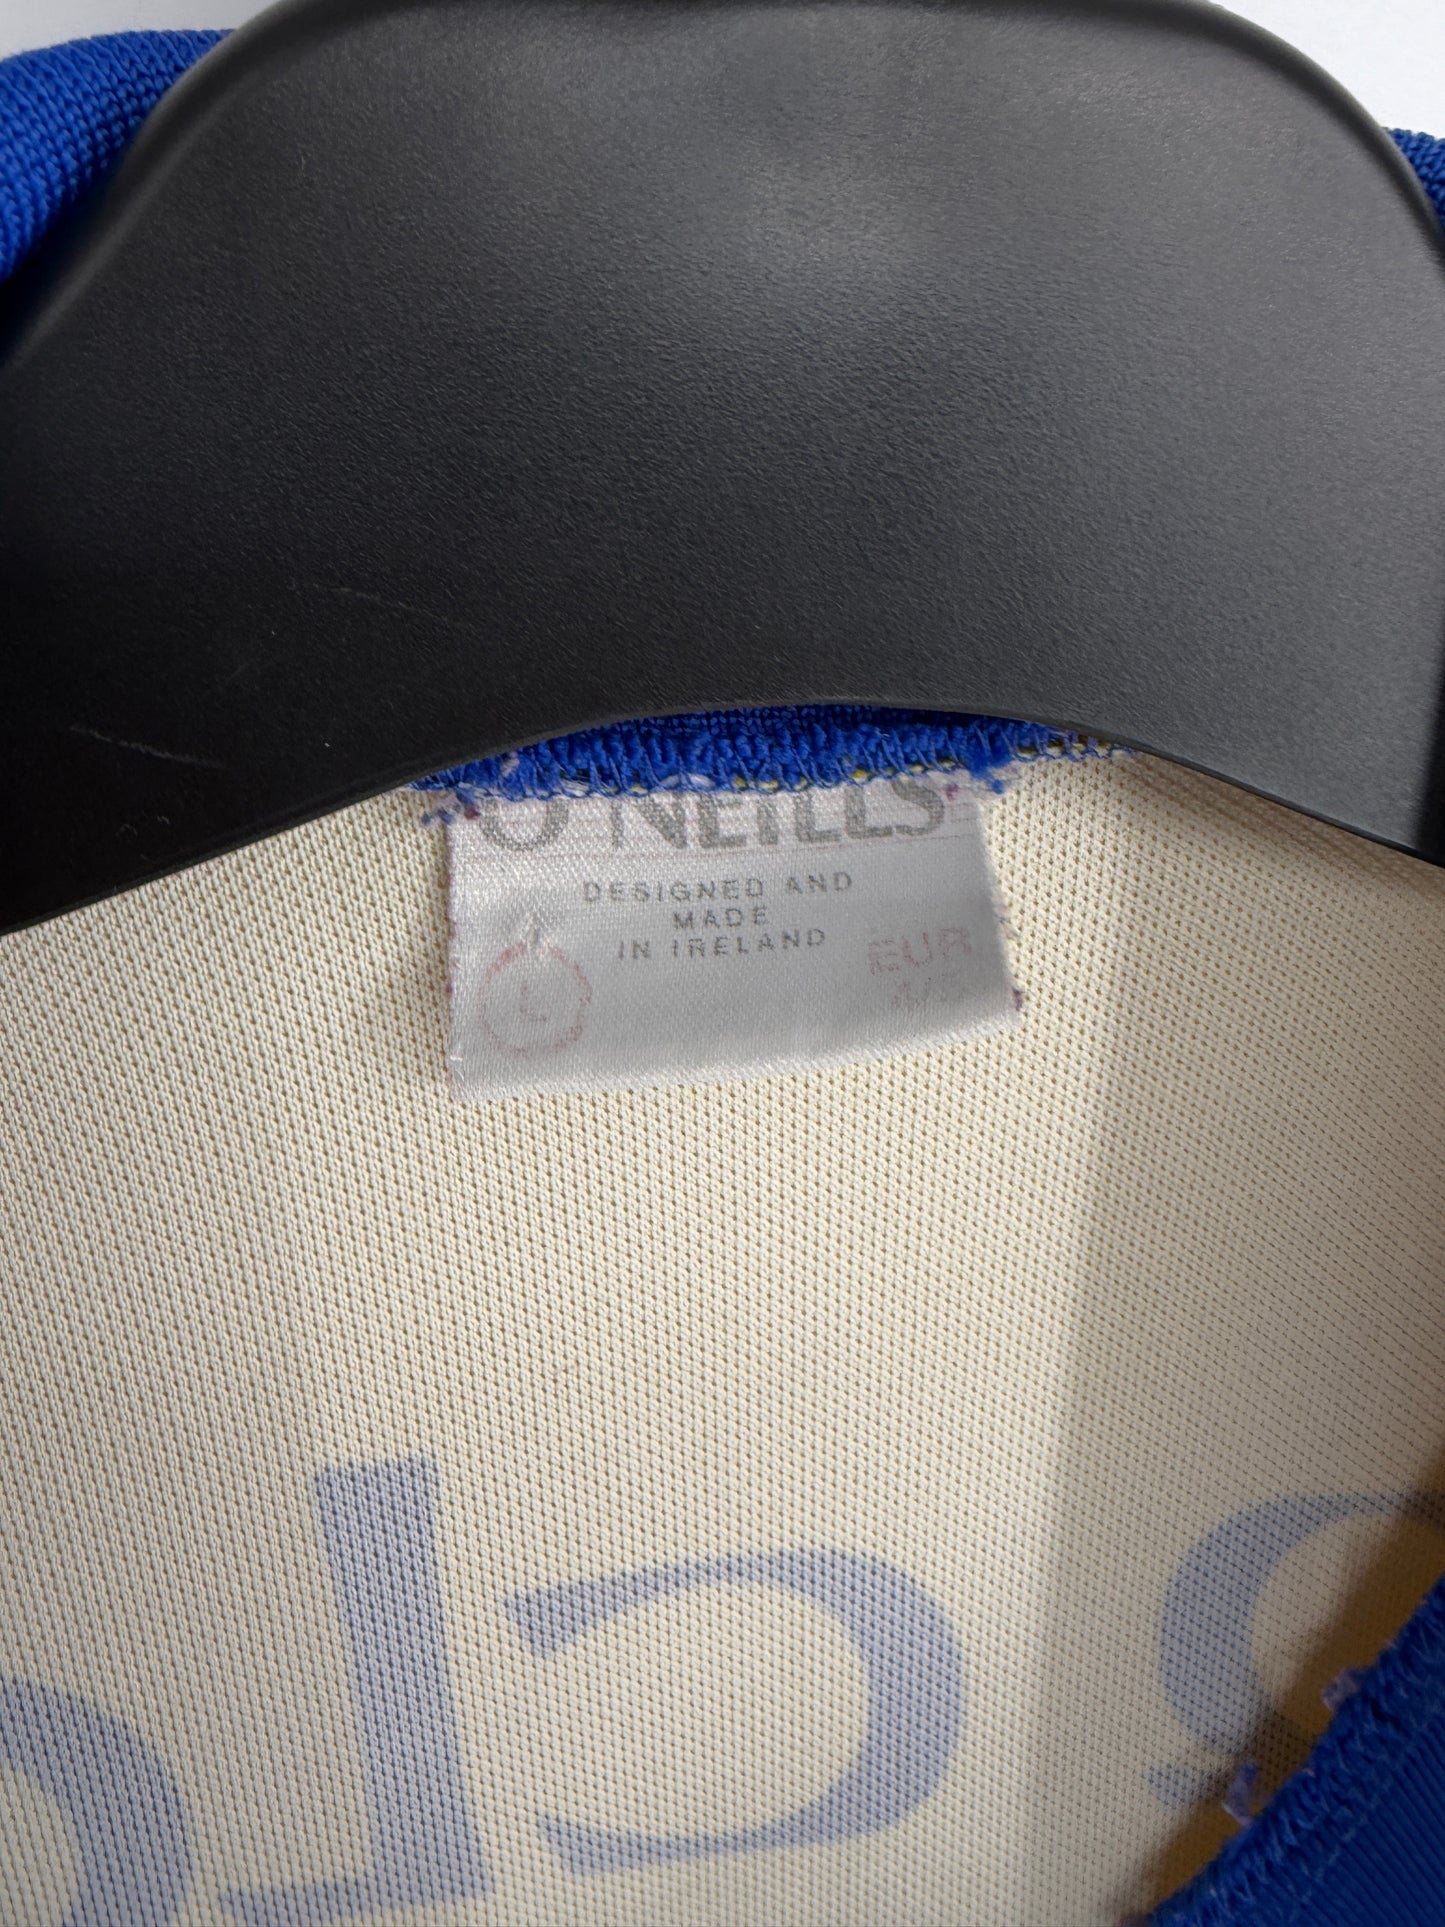 O'NEILLS
DESIGNED AND
MADE
IN IRELAND
L
EUR